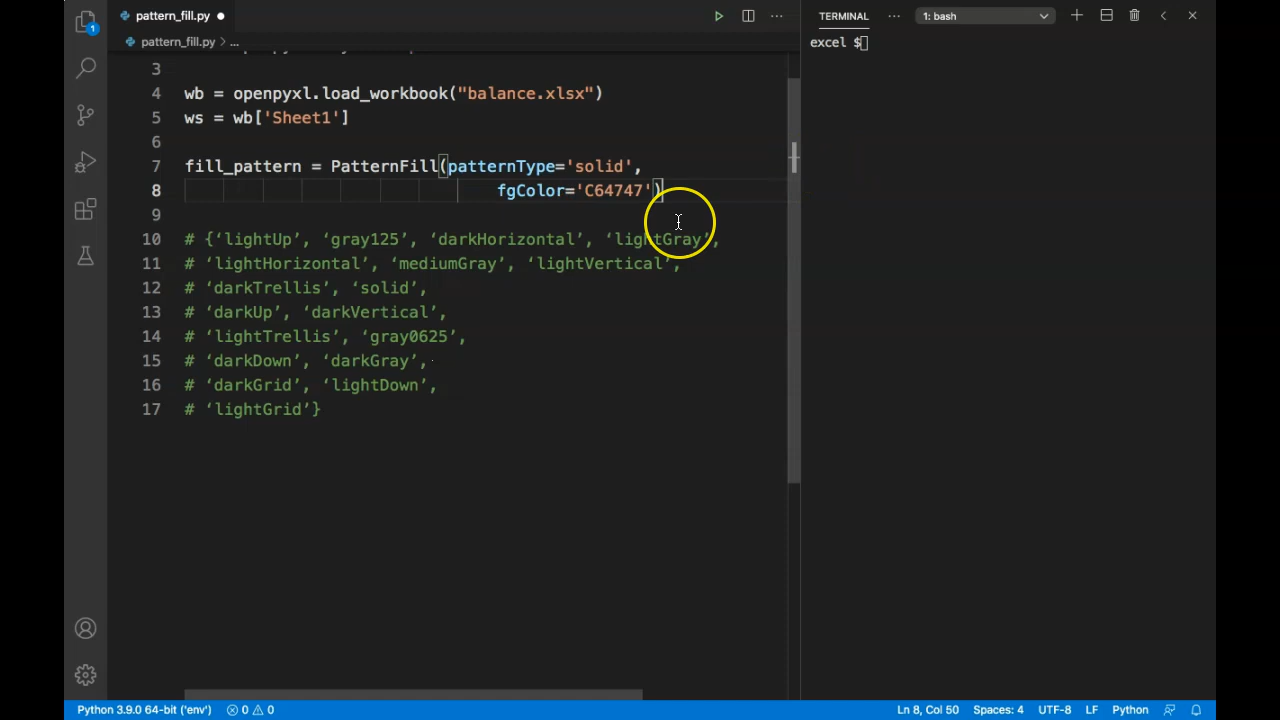 pattern_fill.py
TERMINAL
1: bash
pattern_fill.py > ...
excel $
1
3
4 wb = openpyxl.load_workbook("balance.xlsx")
5 ws = wb['Sheet1']
6
7 fill_pattern = PatternFill(patternType='solid',
8 fgColor='C64747')
9
10 # {‘lightUp’, ‘gray125’, ‘darkHorizontal’, ‘lightGray’,
11 # ‘lightHorizontal’, ‘mediumGray’, ‘lightVertical’,
12 # ‘darkTrellis’, ‘solid’,
13 # ‘darkUp’, ‘darkVertical’,
14 # ‘lightTrellis’, ‘gray0625’,
15 # ‘darkDown’, ‘darkGray’,
16 # ‘darkGrid’, ‘lightDown’,
17 # ‘lightGrid’}
Python 3.9.0 64-bit ('env') 0 0 Ln 8, Col 50 Spaces: 4 UTF-8 LF Python